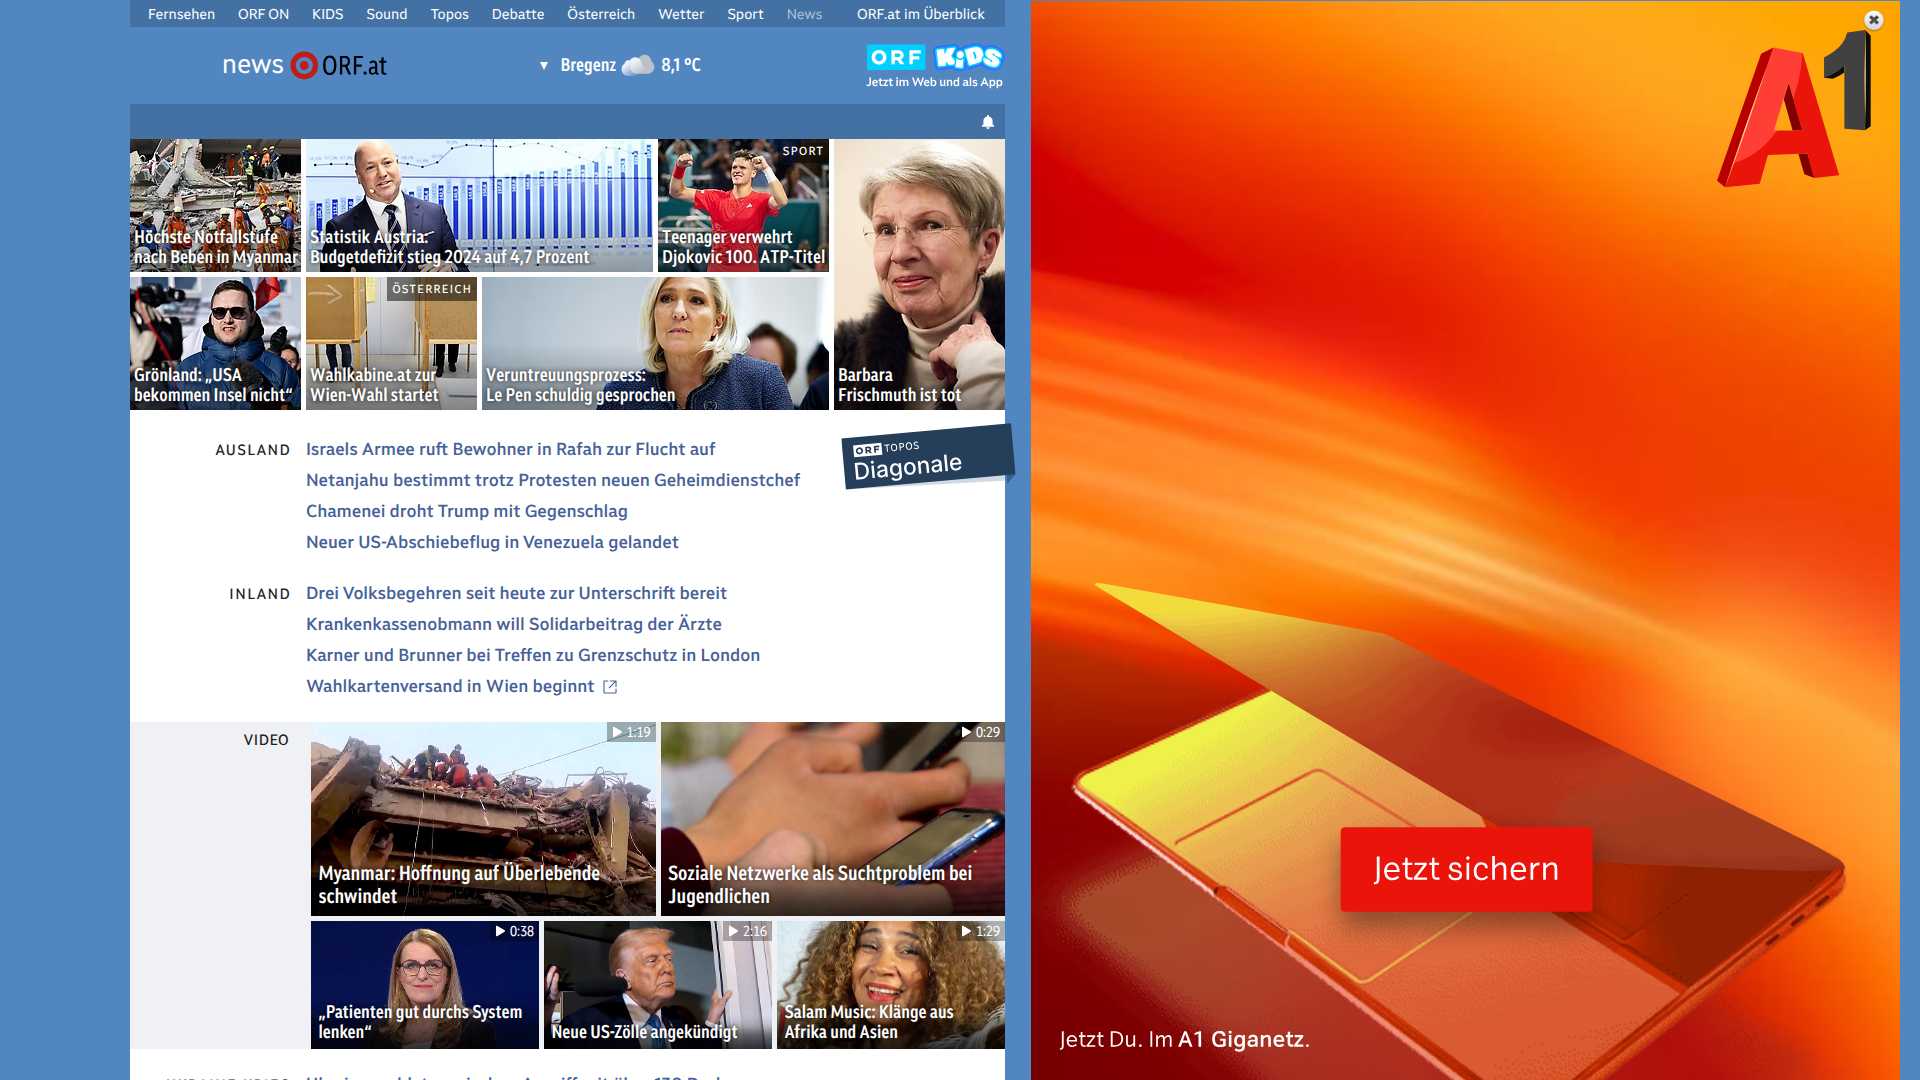 Fernsehen ORF ON KIDS Sound Topos Debatte Österreich Wetter Sport News ORF.at im Überblick
news ORF.at
Bregenz 8,1 °C
ORF KiDS
Jetzt im Web und als App
Höchste Notfallstufe
nach Beben in Myanmar
Statistik Austria:
Budgetdefizit stieg 2024 auf 4,7 Prozent
SPORT
Teenager verwehrt
Djokovic 100. ATP-Titel
Grönland: „USA
bekommen Insel nicht“
ÖSTERREICH
Wahlkabine.at zur
Wien-Wahl startet
Veruntreuungsprozess:
Le Pen schuldig gesprochen
Barbara
Frischmuth ist tot
AUSLAND
Israels Armee ruft Bewohner in Rafah zur Flucht auf
Netanjahu bestimmt trotz Protesten neuen Geheimdienstchef
Chamenei droht Trump mit Gegenschlag
Neuer US-Abschiebeflug in Venezuela gelandet
ORF TOPOS
Diagonale
INLAND
Drei Volksbegehren seit heute zur Unterschrift bereit
Krankenkassenobmann will Solidarbeitrag der Ärzte
Karner und Brunner bei Treffen zu Grenzschutz in London
Wahlkartenversand in Wien beginnt
VIDEO
1:19
Myanmar: Hoffnung auf Überlebende
schwindet
0:29
Soziale Netzwerke als Suchtproblem bei
Jugendlichen
0:38
„Patienten gut durchs System
lenken“
2:16
Neue US-Zölle angekündigt
1:29
Salam Music: Klänge aus
Afrika und Asien
A1
Jetzt sichern
Jetzt Du. Im A1 Giganetz.